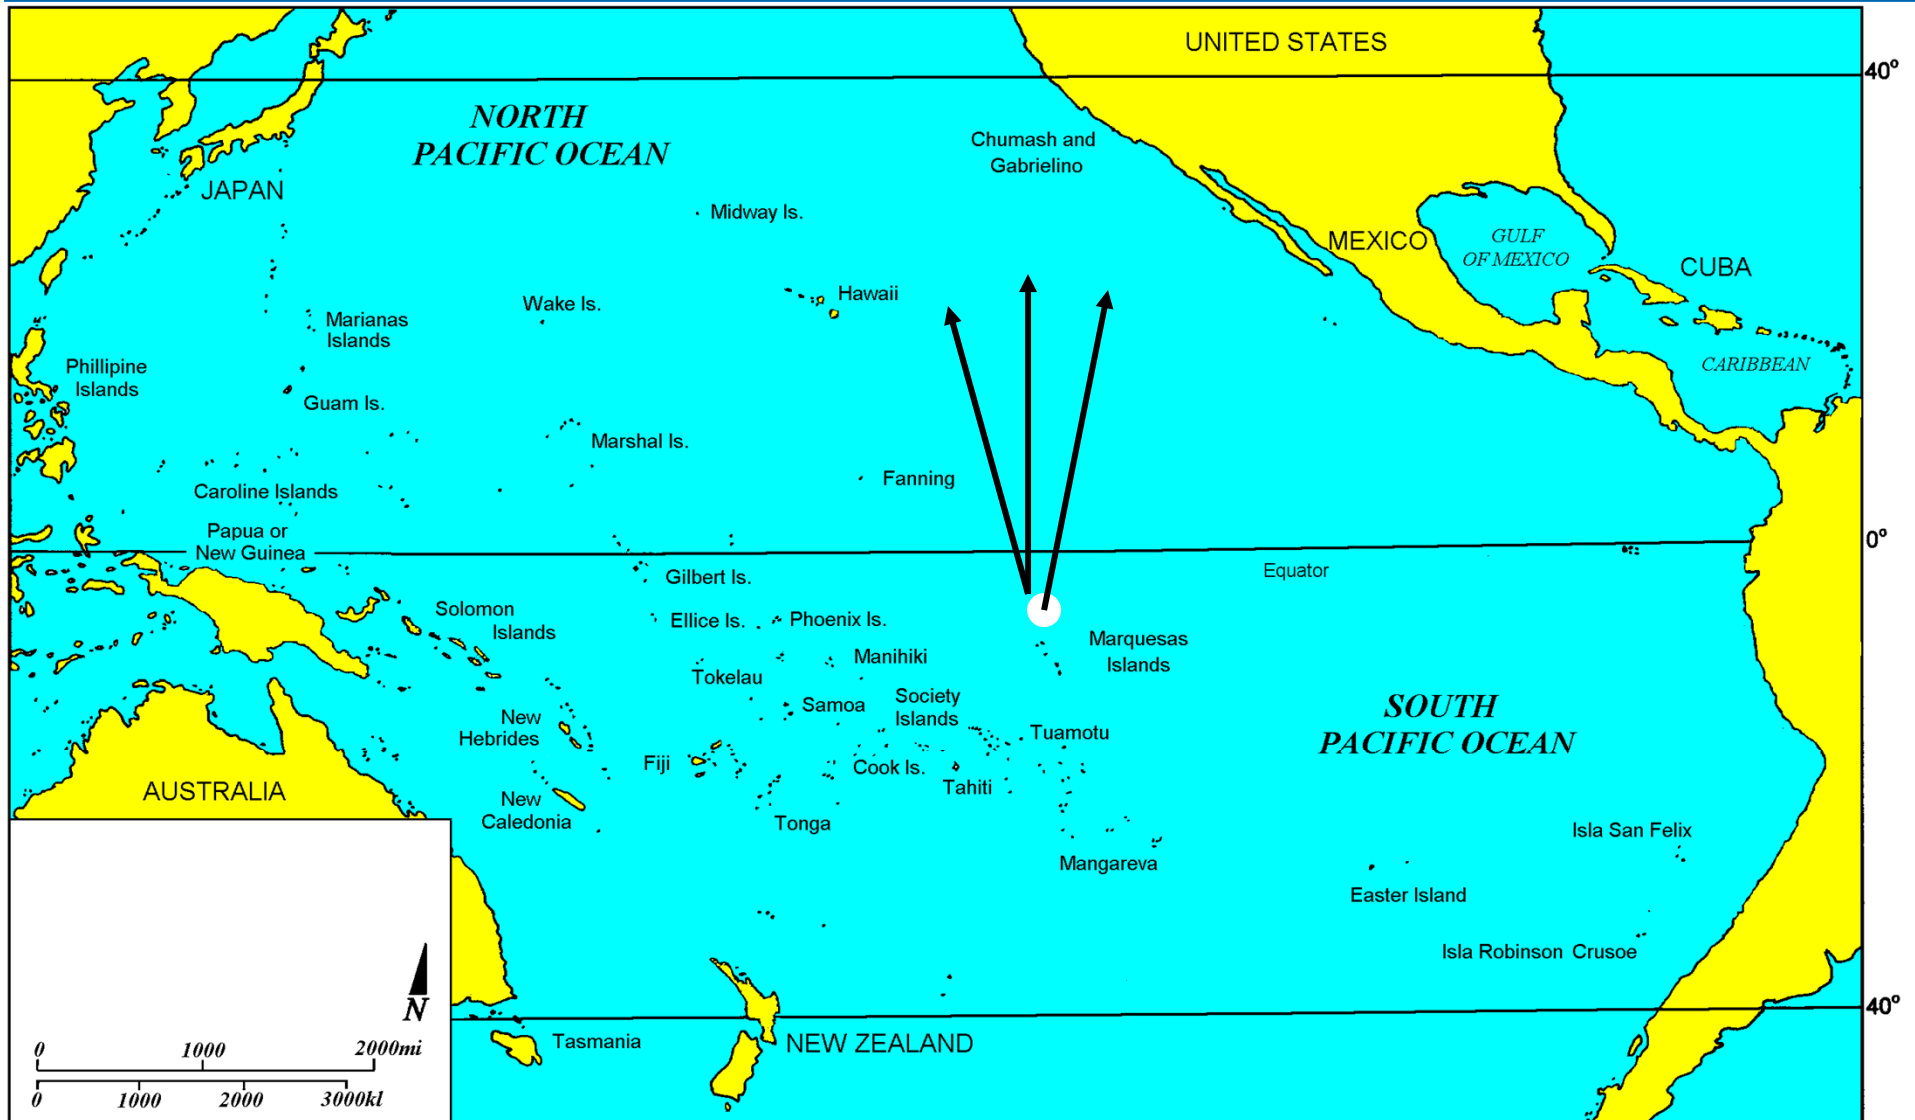 UNITED STATES
40º
NORTH
PACIFIC OCEAN
Chumash and
Gabrielino
JAPAN
Midway Is.
MEXICO
GULF
OF MEXICO
CUBA
Hawaii
Wake Is.
Marianas
Islands
CARIBBEAN
Phillipine
Islands
Guam Is.
Marshal Is.
Fanning
Caroline Islands
Papua or
New Guinea
0º
Equator
Gilbert Is.
Solomon
Islands
Ellice Is.
Phoenix Is.
Marquesas
Islands
Manihiki
Tokelau
Society
Islands
Samoa
SOUTH
PACIFIC OCEAN
New
Hebrides
Tuamotu
Fiji
Cook Is.
Tahiti
AUSTRALIA
New
Caledonia
Tonga
Isla San Felix
Mangareva
Easter Island
Isla Robinson Crusoe
N
40º
Tasmania
NEW ZEALAND
0 1000 2000mi
0 1000 2000 3000kl